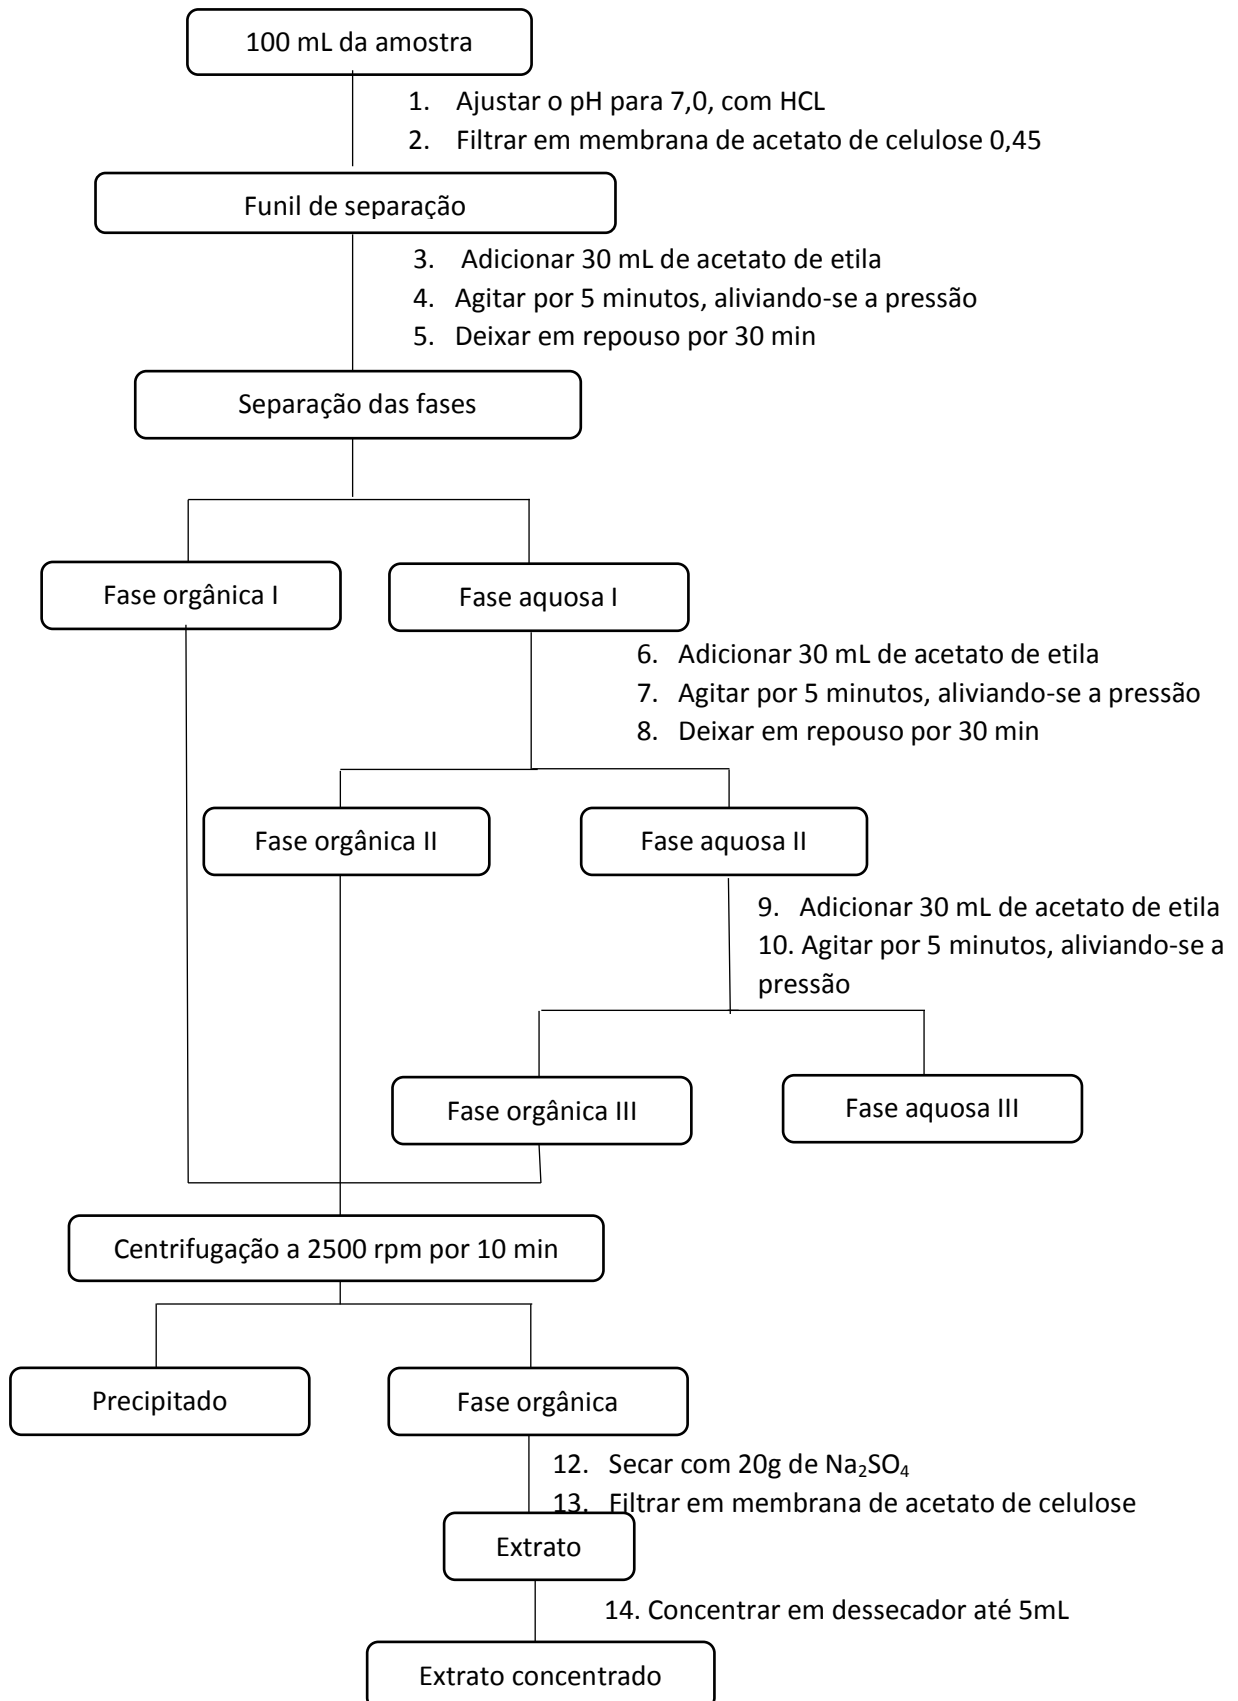 100 mL da amostra
1. Ajustar o pH para 7,0, com HCL
2. Filtrar em membrana de acetato de celulose 0,45
Funil de separação
3. Adicionar 30 mL de acetato de etila
4. Agitar por 5 minutos, aliviando-se a pressão
5. Deixar em repouso por 30 min
Separação das fases
Fase orgânica I
Fase aquosa I
6. Adicionar 30 mL de acetato de etila
7. Agitar por 5 minutos, aliviando-se a pressão
8. Deixar em repouso por 30 min
Fase orgânica II
Fase aquosa II
9. Adicionar 30 mL de acetato de etila
10. Agitar por 5 minutos, aliviando-se a
pressão
Fase orgânica III
Fase aquosa III
Centrifugação a 2500 rpm por 10 min
Precipitado
Fase orgânica
12. Secar com 20g de Na₂SO₄
13. Filtrar em membrana de acetato de celulose
Extrato
14. Concentrar em dessecador até 5mL
Extrato concentrado